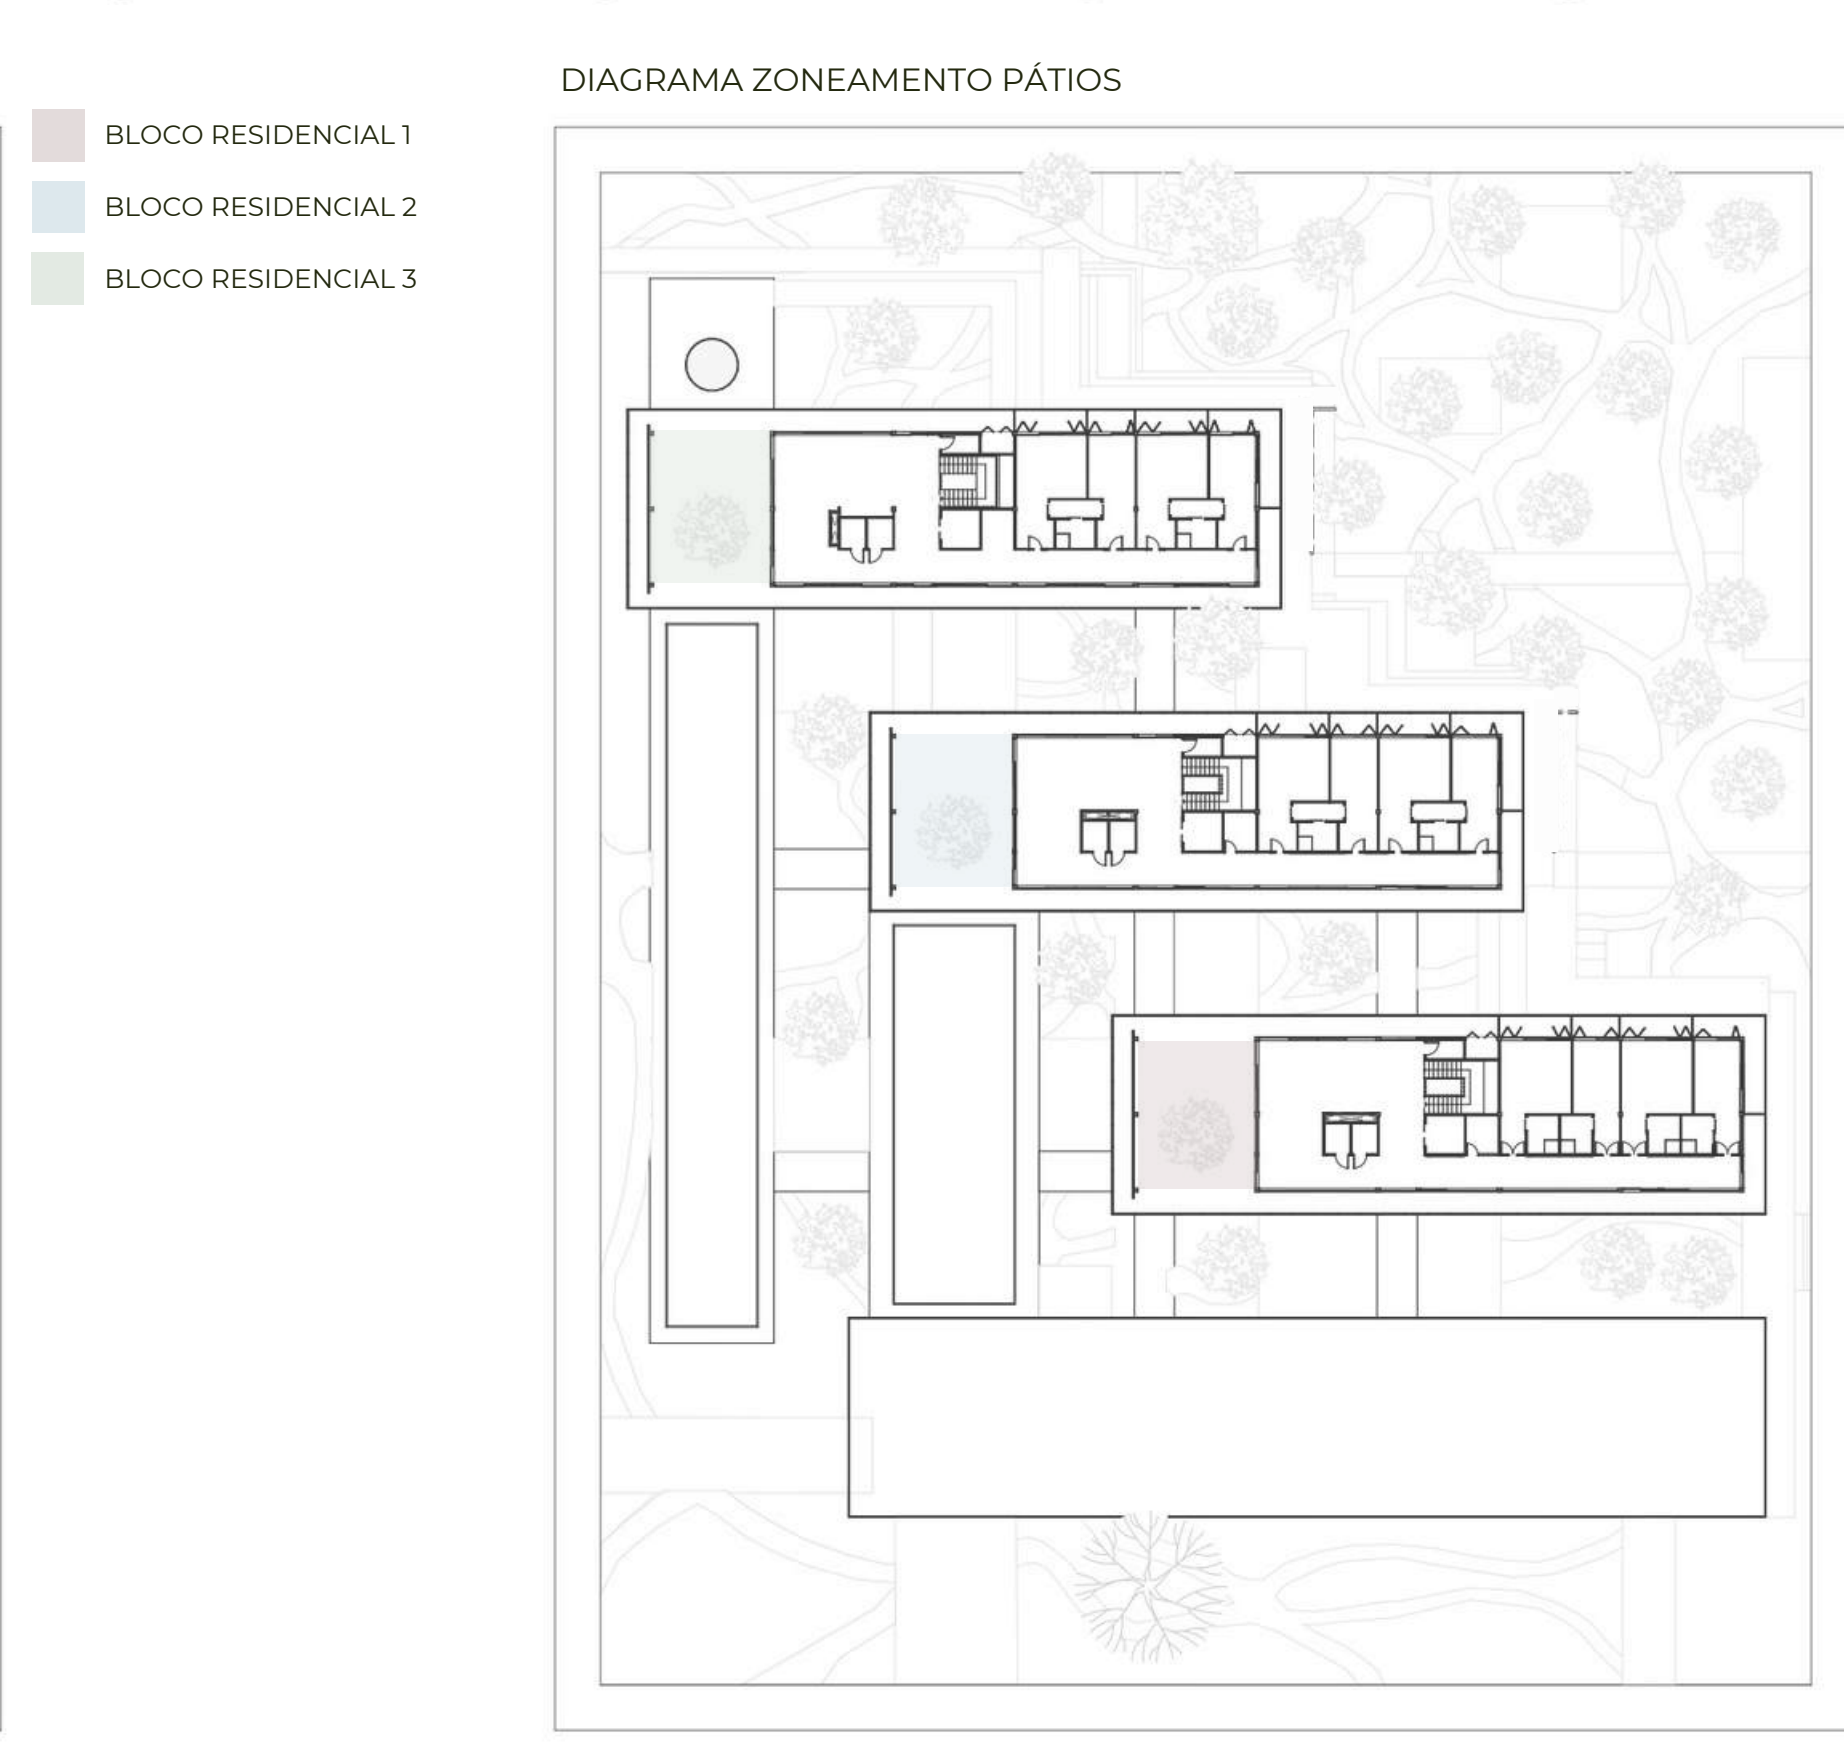 DIAGRAMA ZONEAMENTO PÁTIOS
BLOCO RESIDENCIAL 1
BLOCO RESIDENCIAL 2
BLOCO RESIDENCIAL 3